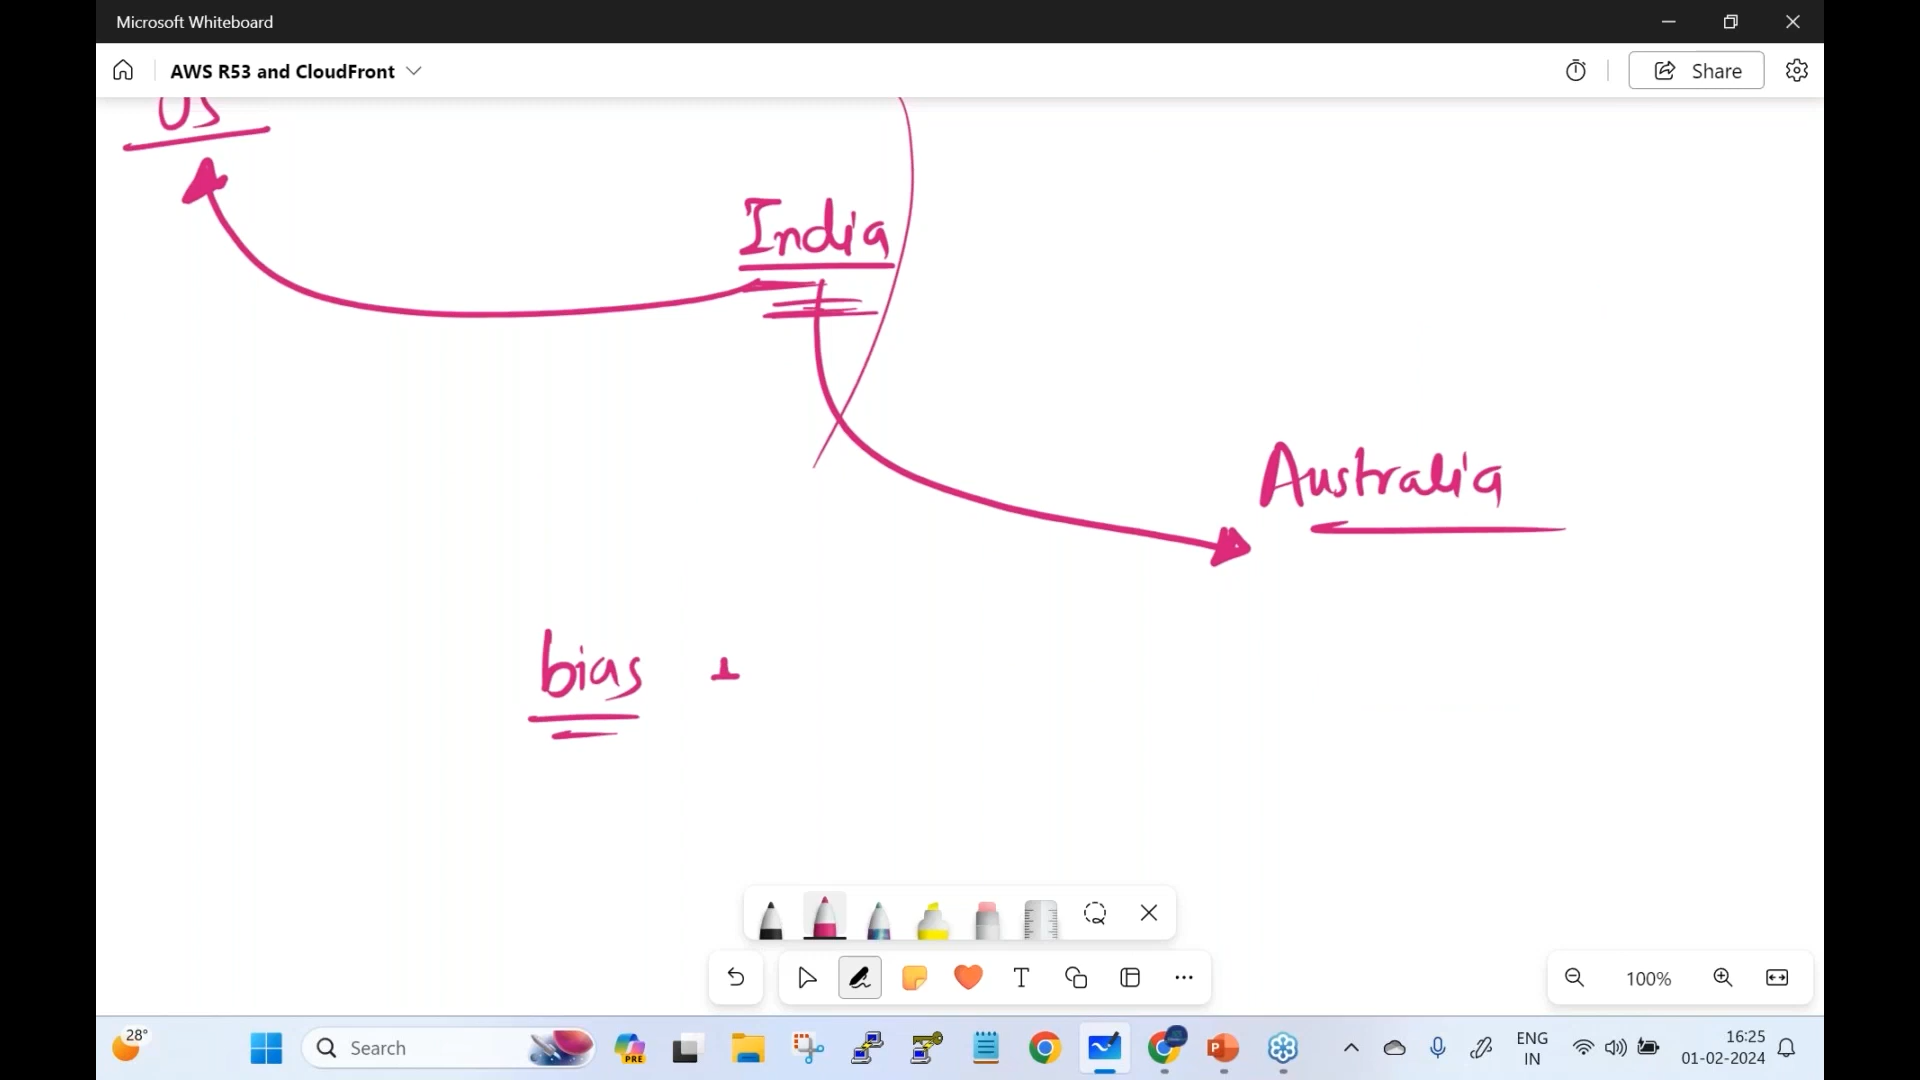 Microsoft Whiteboard
AWS R53 and CloudFront
Share
US
India
Australia
bias
T
100%
28°
Search
PRE
ENG
IN
16:25
01-02-2024